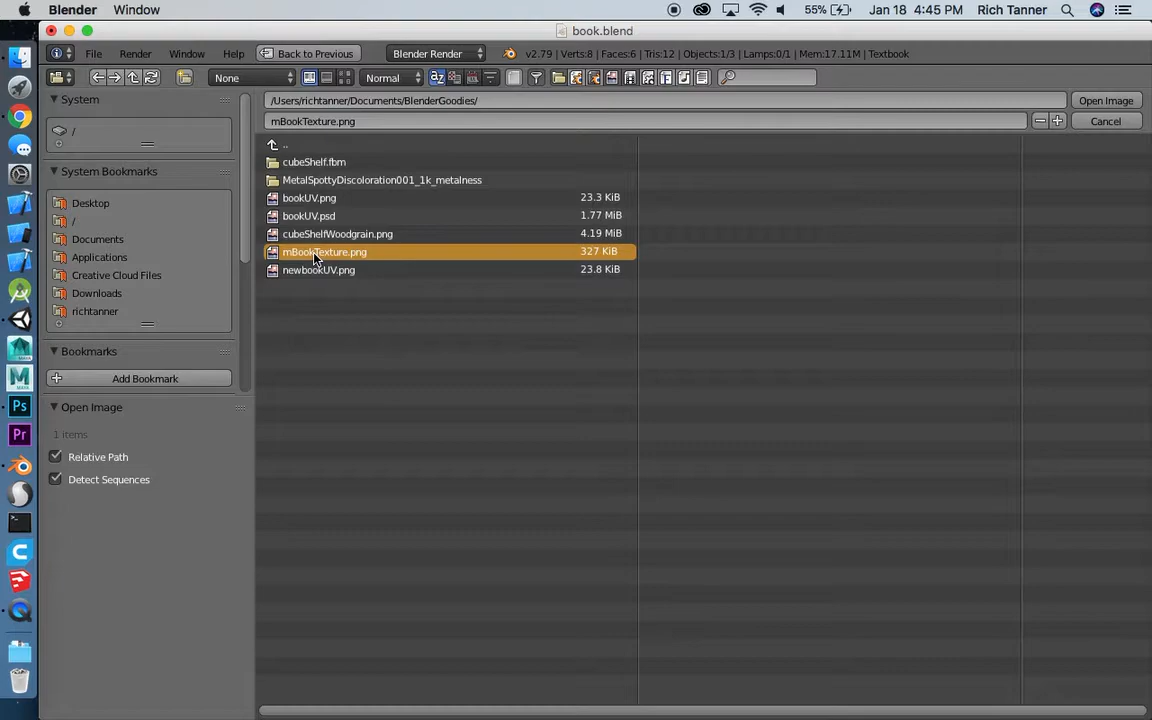 Blender Window 55% Jan 18 4:45 PM Rich Tanner
book.blend
File Render Window Help Back to Previous Blender Render v2.79 | Verts:8 | Faces:6 | Tris:12 | Objects:1/3 | Lamps:0/1 | Mem:17.11M | Textbook
None Normal
System
/
System Bookmarks
Desktop
/
Documents
Applications
Creative Cloud Files
Downloads
richtanner
Bookmarks
Add Bookmark
Open Image
1 items
Relative Path
Detect Sequences
/Users/richtanner/Documents/BlenderGoodies/ Open Image
mBookTexture.png Cancel
..
cubeShelf.fbm
MetalSpottyDiscoloration001_1k_metalness
bookUV.png 23.3 KiB
bookUV.psd 1.77 MiB
cubeShelfWoodgrain.png 4.19 MiB
mBookTexture.png 327 KiB
newbookUV.png 23.8 KiB
Ps
Pr